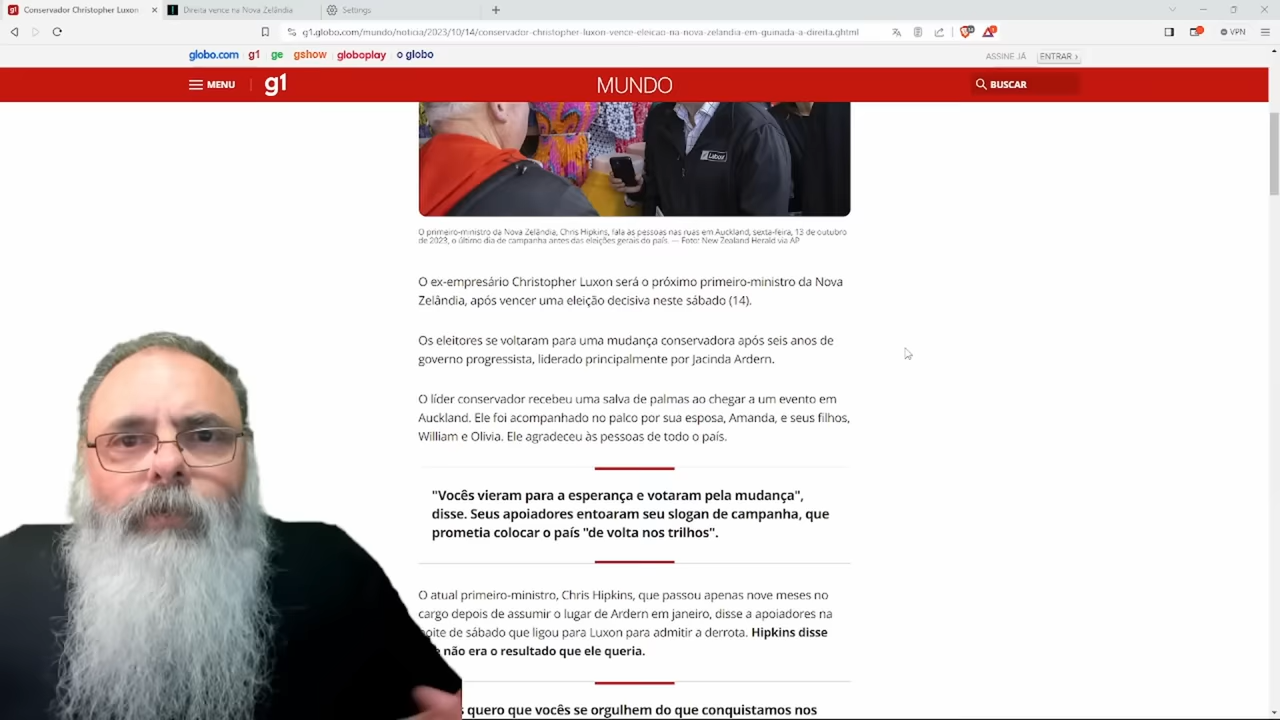 Conservador Christopher Luxon
Direita vence na Nova Zelândia
Settings
g1.globo.com/mundo/noticia/2023/10/14/conservador-christopher-luxon-vence-eleicao-na-nova-zelandia-em-guinada-a-direita.ghtml
VPN
globo.com g1 ge gshow globoplay o globo
ASSINE JÁ ENTRAR ›
MENU g1 MUNDO BUSCAR
Labour
O primeiro-ministro da Nova Zelândia, Chris Hipkins, fala às pessoas nas ruas em Auckland, sexta-feira, 13 de outubro
de 2023, o último dia de campanha antes das eleições gerais do país. — Foto: New Zealand Herald via AP
O ex-empresário Christopher Luxon será o próximo primeiro-ministro da Nova
Zelândia, após vencer uma eleição decisiva neste sábado (14).
Os eleitores se voltaram para uma mudança conservadora após seis anos de
governo progressista, liderado principalmente por Jacinda Ardern.
O líder conservador recebeu uma salva de palmas ao chegar a um evento em
Auckland. Ele foi acompanhado no palco por sua esposa, Amanda, e seus filhos,
William e Olivia. Ele agradeceu às pessoas de todo o país.
"Vocês vieram para a esperança e votaram pela mudança",
disse. Seus apoiadores entoaram seu slogan de campanha, que
prometia colocar o país "de volta nos trilhos".
O atual primeiro-ministro, Chris Hipkins, que passou apenas nove meses no
cargo depois de assumir o lugar de Ardern em janeiro, disse a apoiadores na
noite de sábado que ligou para Luxon para admitir a derrota. Hipkins disse
não era o resultado que ele queria.
quero que vocês se orgulhem do que conquistamos nos